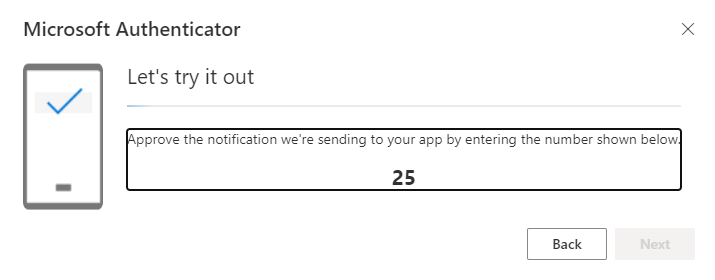 Microsoft Authenticator
Let's try it out
Approve the notification we're sending to your app by entering the number shown below.
25
Back
Next